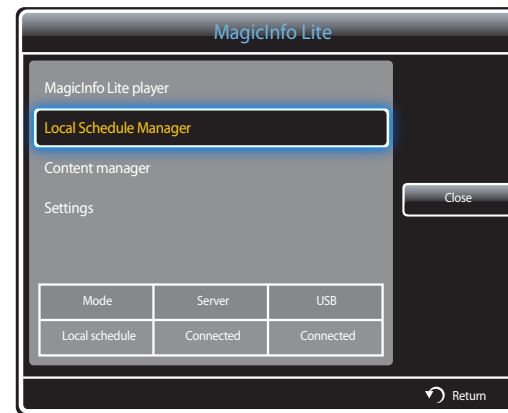 MagicInfo Lite
MagicInfo Lite player
Local Schedule Manager
Content manager
Settings
Close
Mode Server USB
Local schedule Connected Connected
Return